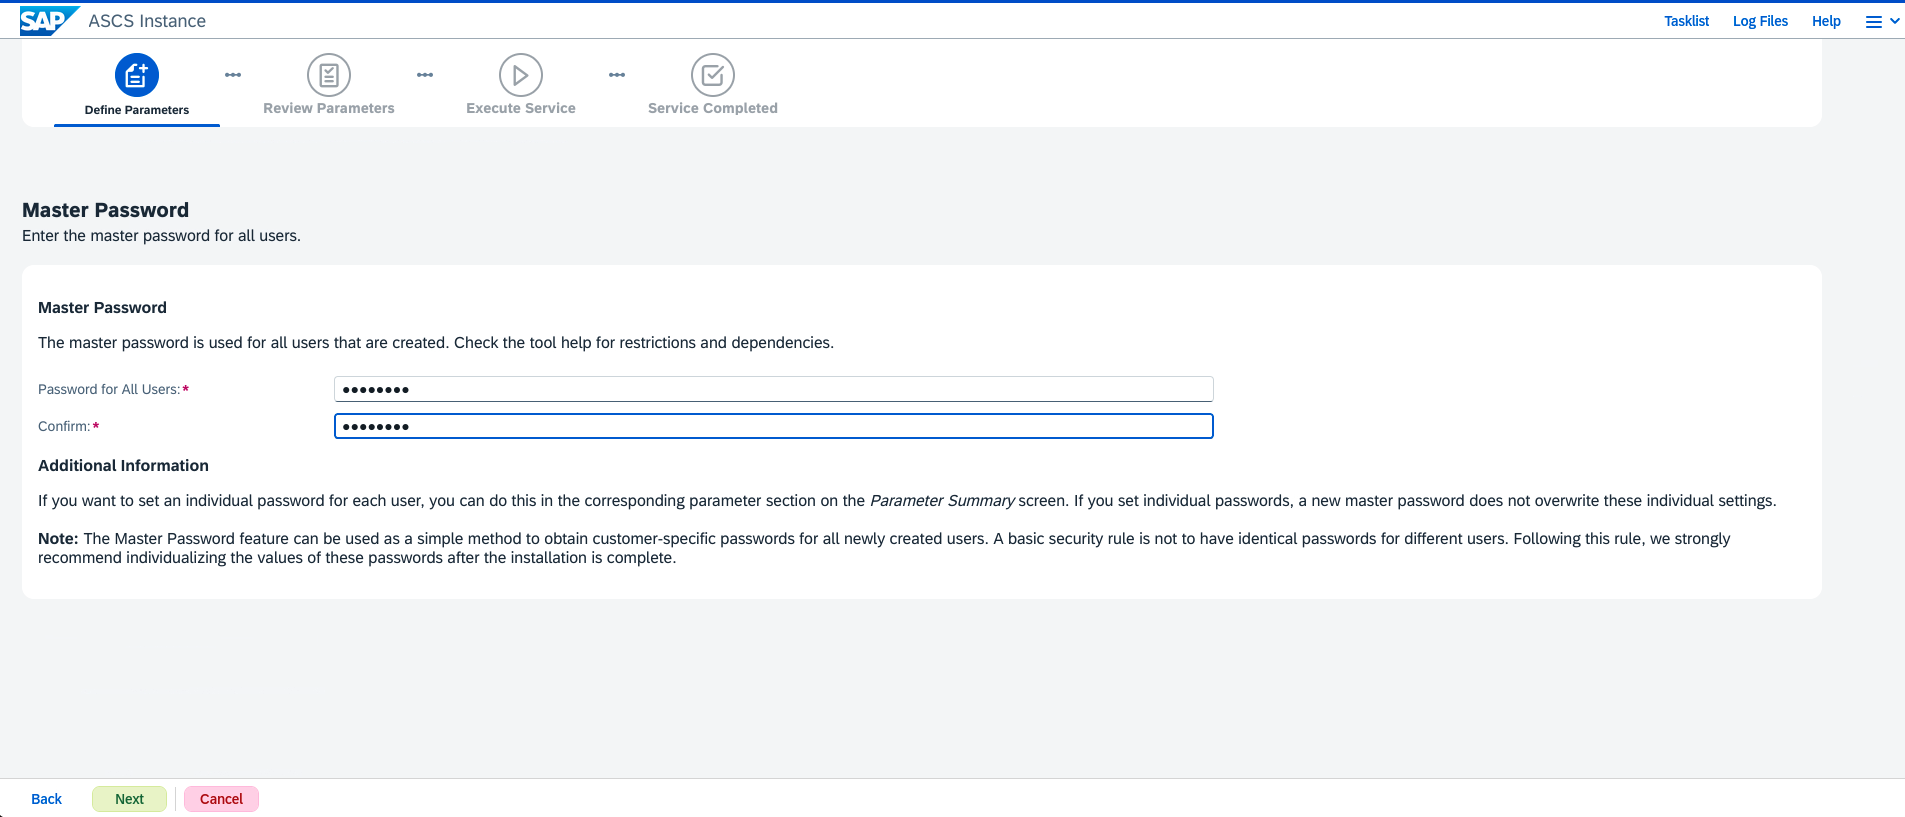 SAP ASCS Instance
Tasklist Log Files Help
Define Parameters Review Parameters Execute Service Service Completed
Master Password
Enter the master password for all users.
Master Password
The master password is used for all users that are created. Check the tool help for restrictions and dependencies.
Password for All Users:* ••••••••
Confirm:* ••••••••
Additional Information
If you want to set an individual password for each user, you can do this in the corresponding parameter section on the Parameter Summary screen. If you set individual passwords, a new master password does not overwrite these individual settings.
Note: The Master Password feature can be used as a simple method to obtain customer-specific passwords for all newly created users. A basic security rule is not to have identical passwords for different users. Following this rule, we strongly
recommend individualizing the values of these passwords after the installation is complete.
Back Next Cancel